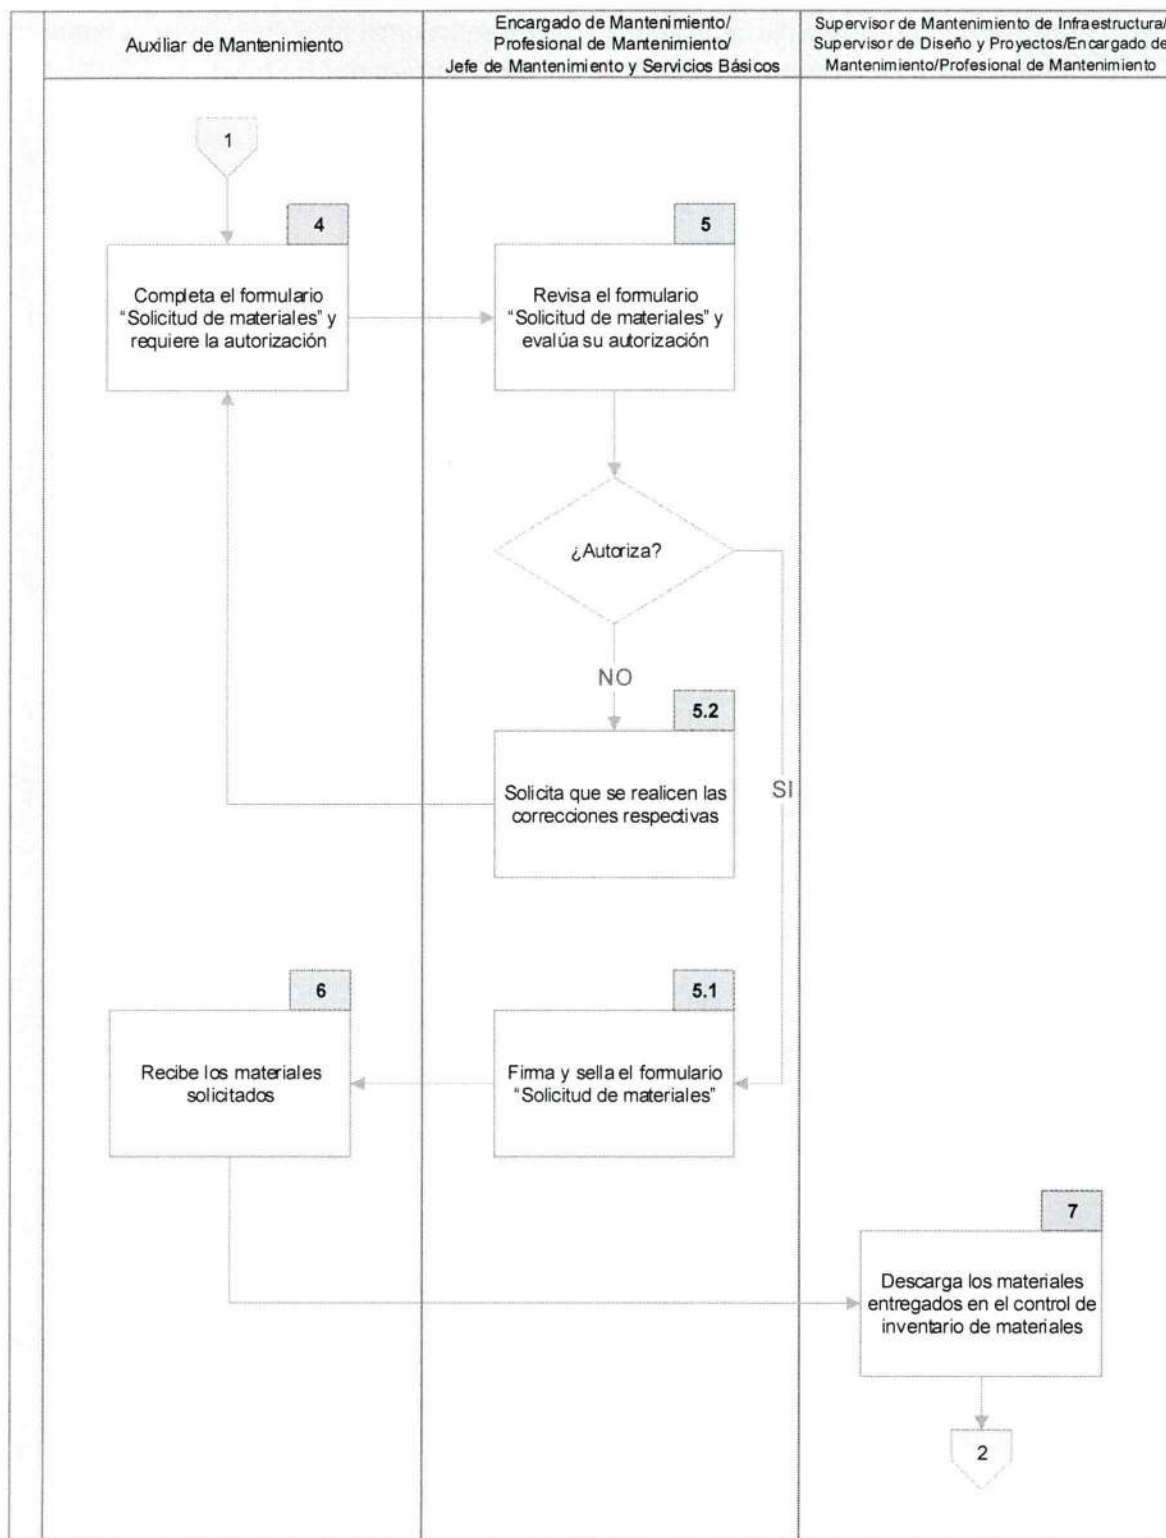 Auxiliar de Mantenimiento
Encargado de Mantenimiento/
Profesional de Mantenimiento/
Jefe de Mantenimiento y Servicios Básicos
Supervisor de Mantenimiento de Infraestructura/
Supervisor de Diseño y Proyectos/Encargado de
Mantenimiento/Profesional de Mantenimiento
1
4
Completa el formulario
“Solicitud de materiales” y
requiere la autorización
5
Revisa el formulario
“Solicitud de materiales” y
evalúa su autorización
¿Autoriza?
NO
SI
5.2
Solicita que se realicen las
correcciones respectivas
6
Recibe los materiales
solicitados
5.1
Firma y sella el formulario
“Solicitud de materiales”
7
Descarga los materiales
entregados en el control de
inventario de materiales
2